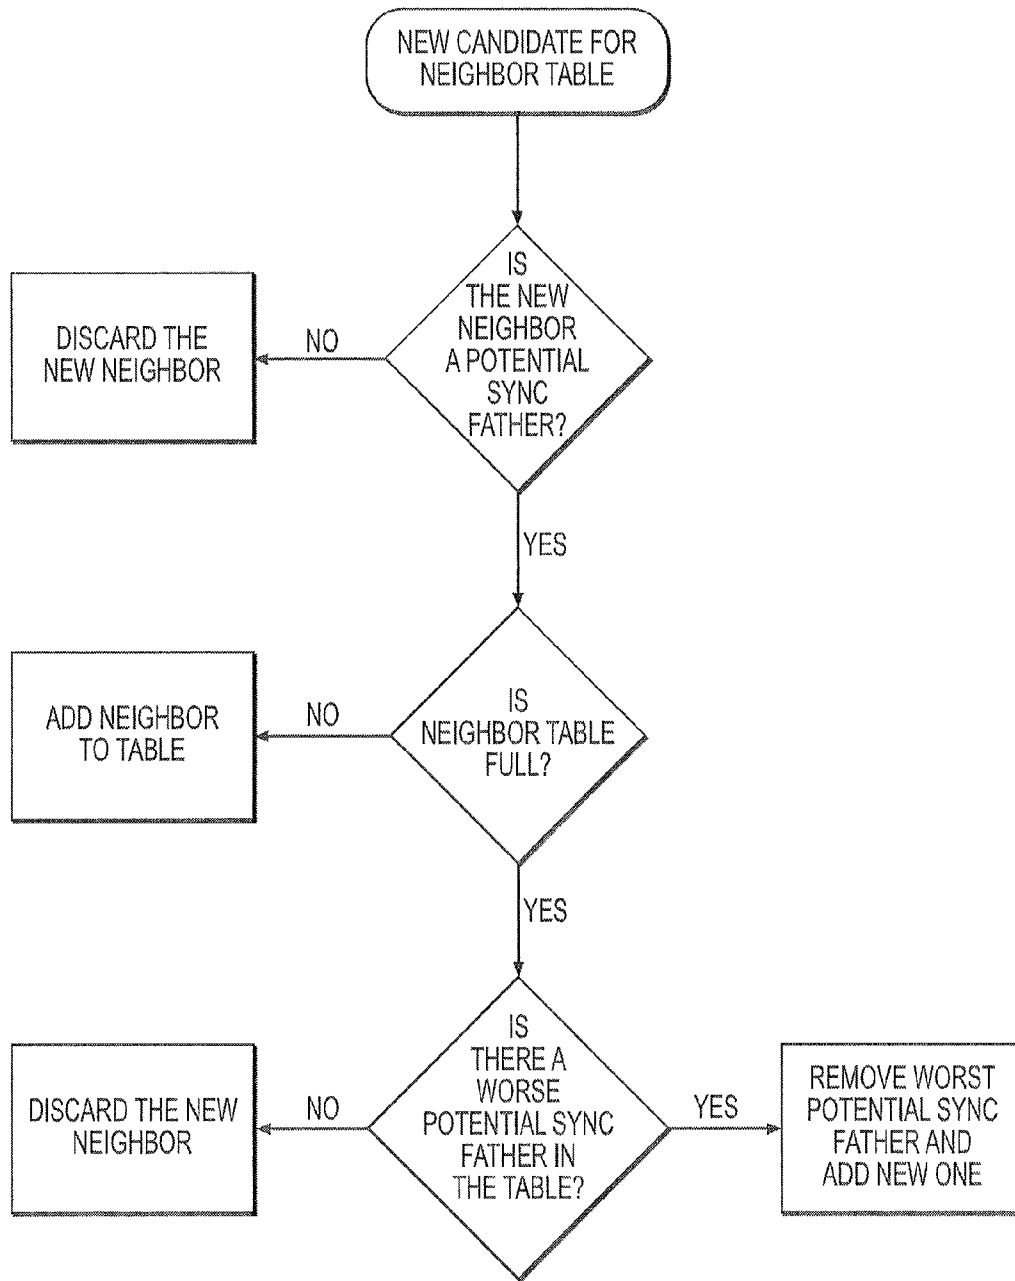 NEW CANDIDATE FOR
NEIGHBOR TABLE
IS
THE NEW
NEIGHBOR
A POTENTIAL
SYNC
FATHER?
NO
DISCARD THE
NEW NEIGHBOR
YES
IS
NEIGHBOR TABLE
FULL?
NO
ADD NEIGHBOR
TO TABLE
YES
IS
THERE A
WORSE
POTENTIAL SYNC
FATHER IN
THE TABLE?
NO
DISCARD THE NEW
NEIGHBOR
YES
REMOVE WORST
POTENTIAL SYNC
FATHER AND
ADD NEW ONE